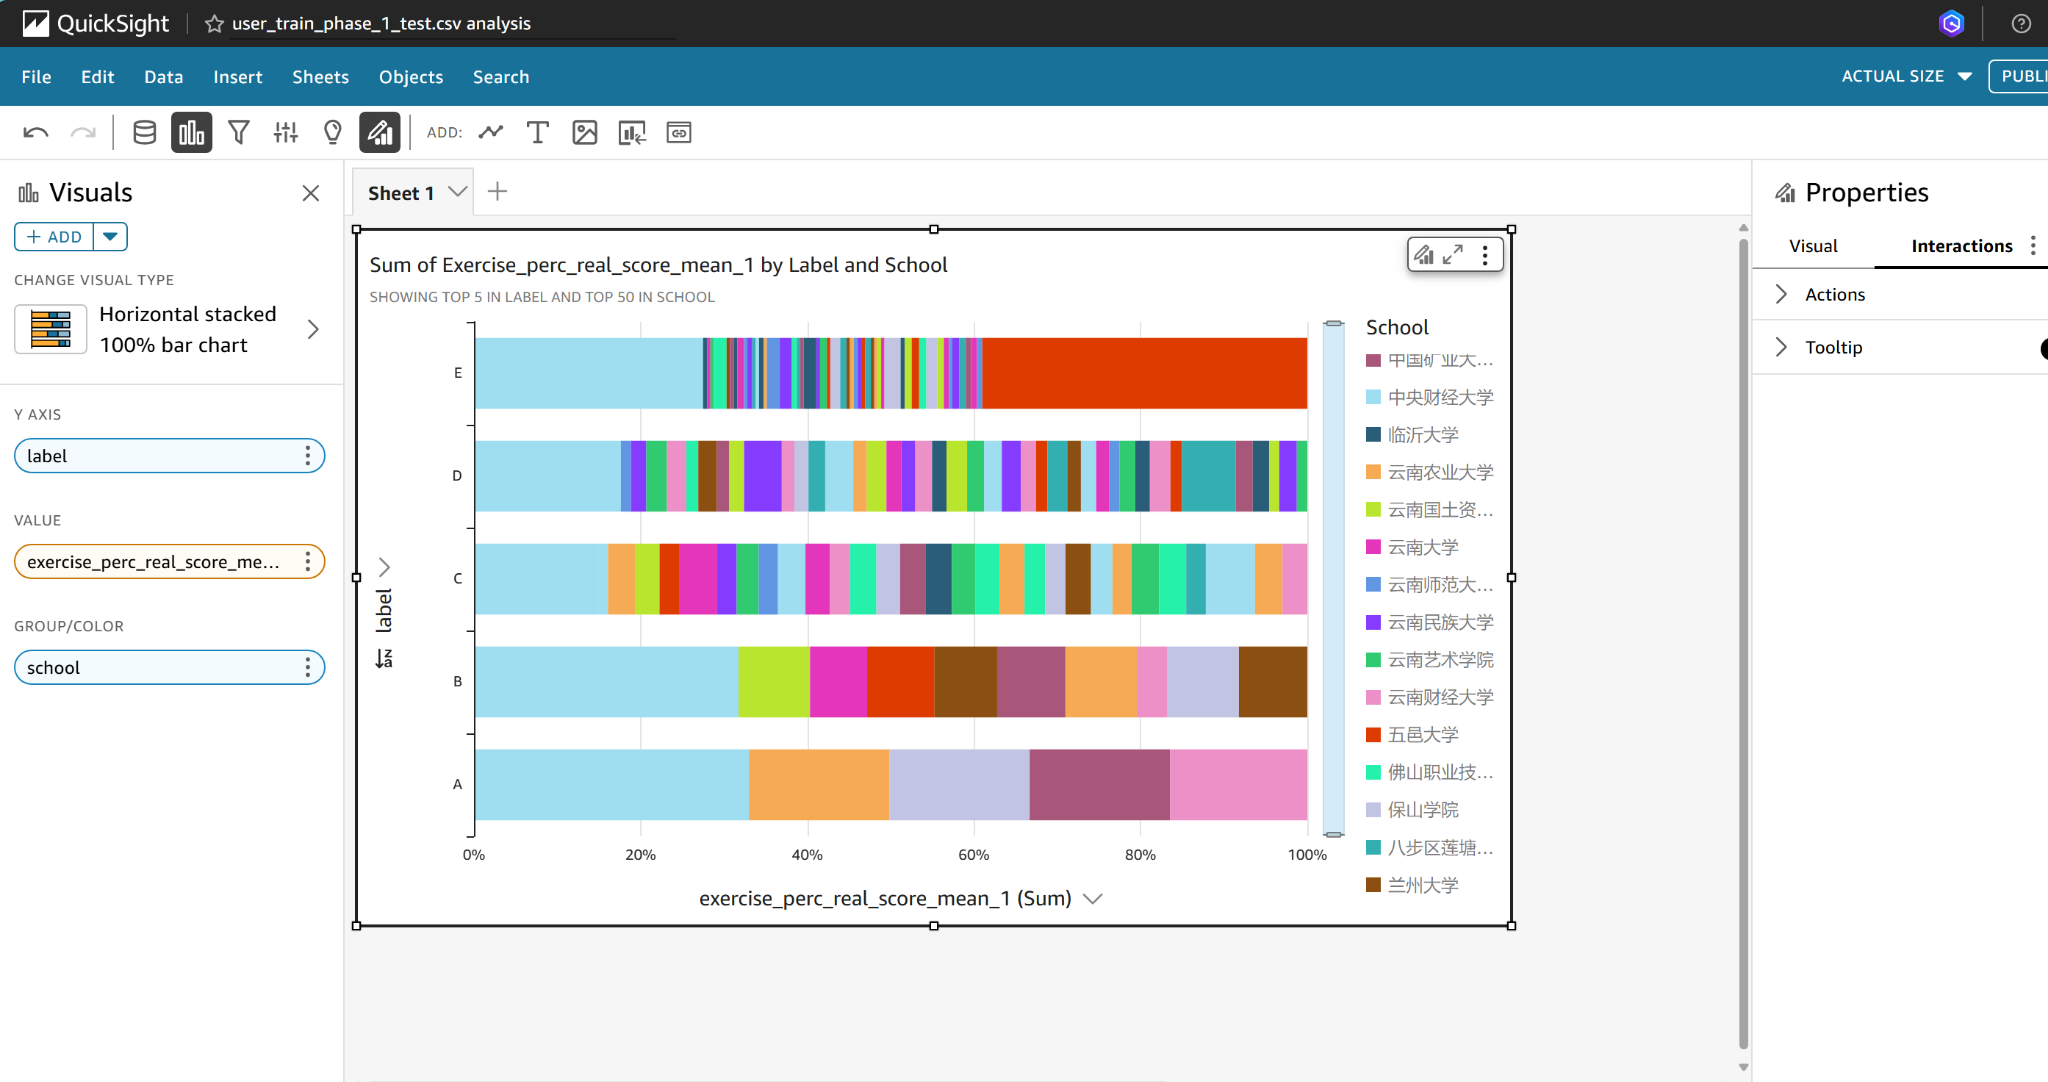 QuickSight
user_train_phase_1_test.csv analysis
File Edit Data Insert Sheets Objects Search
ACTUAL SIZE
PUBLI
ADD:
Visuals
+ ADD
CHANGE VISUAL TYPE
Horizontal stacked
100% bar chart
Y AXIS
label
VALUE
exercise_perc_real_score_me...
GROUP/COLOR
school
Sheet 1
Sum of Exercise_perc_real_score_mean_1 by Label and School
SHOWING TOP 5 IN LABEL AND TOP 50 IN SCHOOL
label
E
D
C
B
A
0% 20% 40% 60% 80% 100%
exercise_perc_real_score_mean_1 (Sum)
School
中国矿业大...
中央财经大学
临沂大学
云南农业大学
云南国土资...
云南大学
云南师范大...
云南民族大学
云南艺术学院
云南财经大学
五邑大学
佛山职业技...
保山学院
八步区莲塘...
兰州大学
Properties
Visual Interactions
Actions
Tooltip